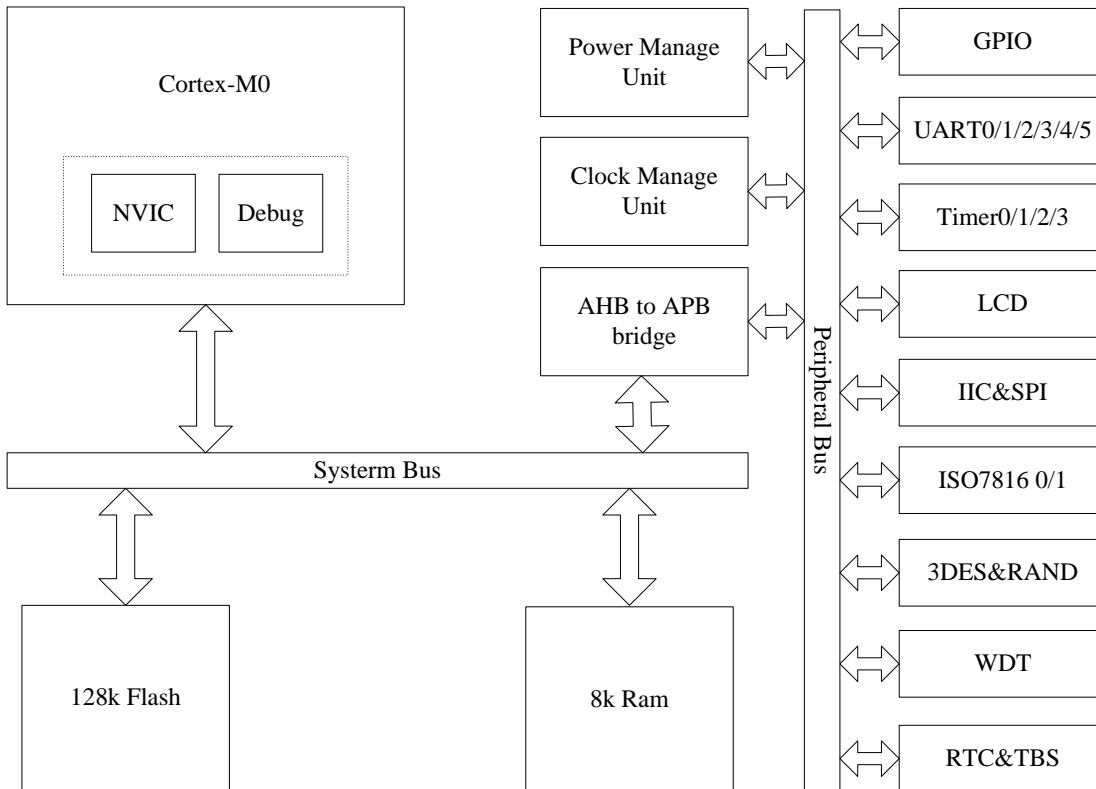 Cortex-M0
NVIC
Debug
Power Manage
Unit
Clock Manage
Unit
AHB to APB
bridge
Systerm Bus
128k Flash
8k Ram
Peripheral Bus
GPIO
UART0/1/2/3/4/5
Timer0/1/2/3
LCD
IIC&SPI
ISO7816 0/1
3DES&RAND
WDT
RTC&TBS